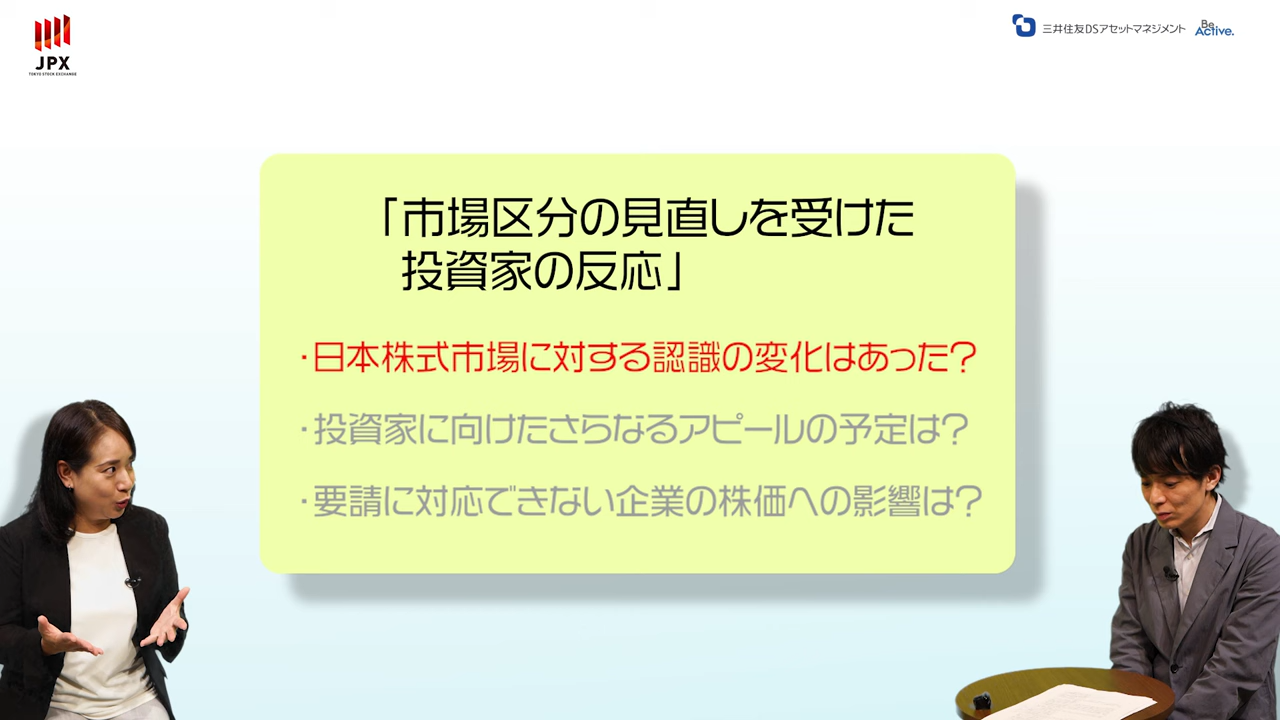 JPX
TOKYO STOCK EXCHANGE
三井住友DSアセットマネジメント
Be Active.
「市場区分の見直しを受けた
投資家の反応」
・日本株式市場に対する認識の変化はあった?
・投資家に向けたさらなるアピールの予定は?
・要請に対応できない企業の株価への影響は?